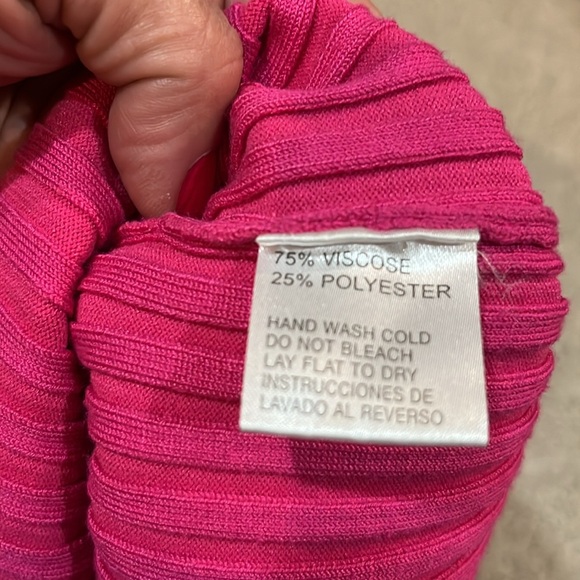 75% VISCOSE
25% POLYESTER
HAND WASH COLD
DO NOT BLEACH
LAY FLAT TO DRY
INSTRUCCIONES DE
LAVADO AL REVERSO